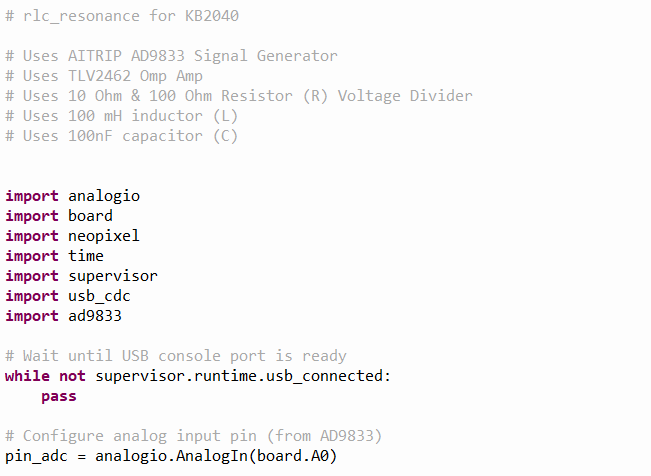 # rlc_resonance for KB2040
# Uses AITRIP AD9833 Signal Generator
# Uses TLV2462 Omp Amp
# Uses 10 Ohm & 100 Ohm Resistor (R) Voltage Divider
# Uses 100 mH inductor (L)
# Uses 100nF capacitor (C)
import analogio
import board
import neopixel
import time
import supervisor
import usb_cdc
import ad9833
# Wait until USB console port is ready
while not supervisor.runtime.usb_connected:
    pass
# Configure analog input pin (from AD9833)
pin_adc = analogio.AnalogIn(board.A0)